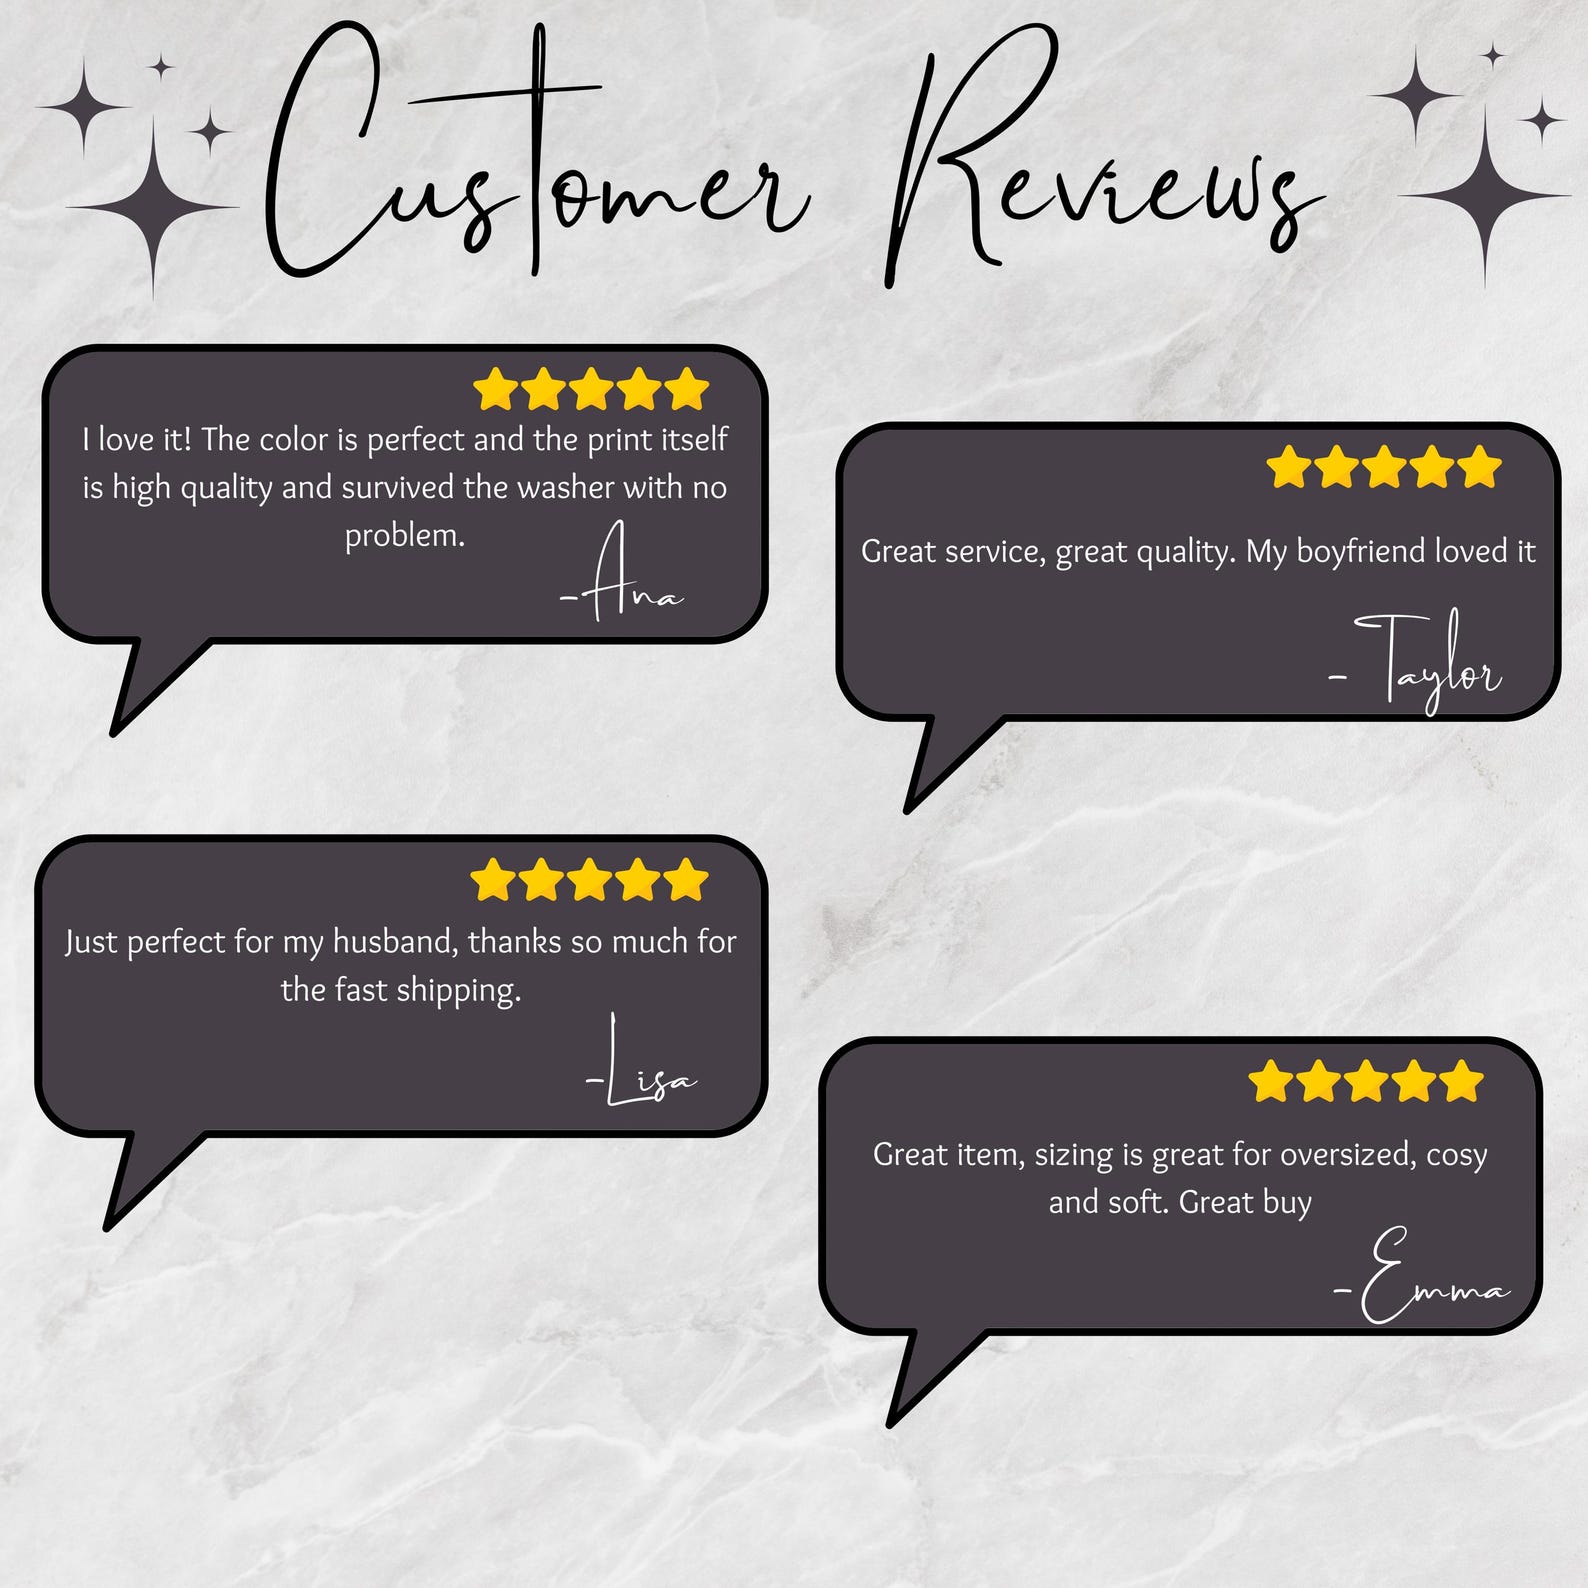 Customer Reviews
I love it! The color is perfect and the print itself
is high quality and survived the washer with no
problem.
-Ana
Great service, great quality. My boyfriend loved it
- Taylor
Just perfect for my husband, thanks so much for
the fast shipping.
-Lisa
Great item, sizing is great for oversized, cosy
and soft. Great buy
-Emma